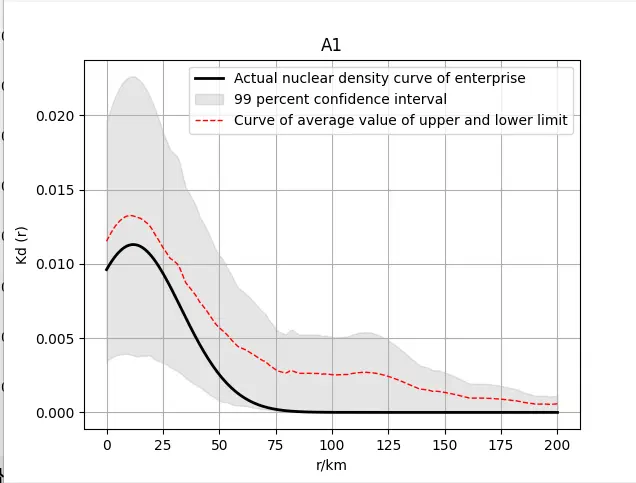 A1
Actual nuclear density curve of enterprise
99 percent confidence interval
Curve of average value of upper and lower limit
Kd (r)
0.020
0.015
0.010
0.005
0.000
0 25 50 75 100 125 150 175 200
r/km